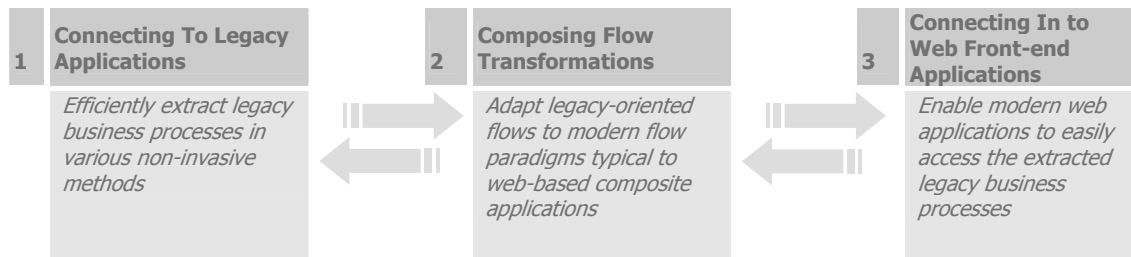 1
Connecting To Legacy
Applications
Efficiently extract legacy
business processes in
various non-invasive
methods
2
Composing Flow
Transformations
Adapt legacy-oriented
flows to modern flow
paradigms typical to
web-based composite
applications
3
Connecting In to
Web Front-end
Applications
Enable modern web
applications to easily
access the extracted
legacy business
processes